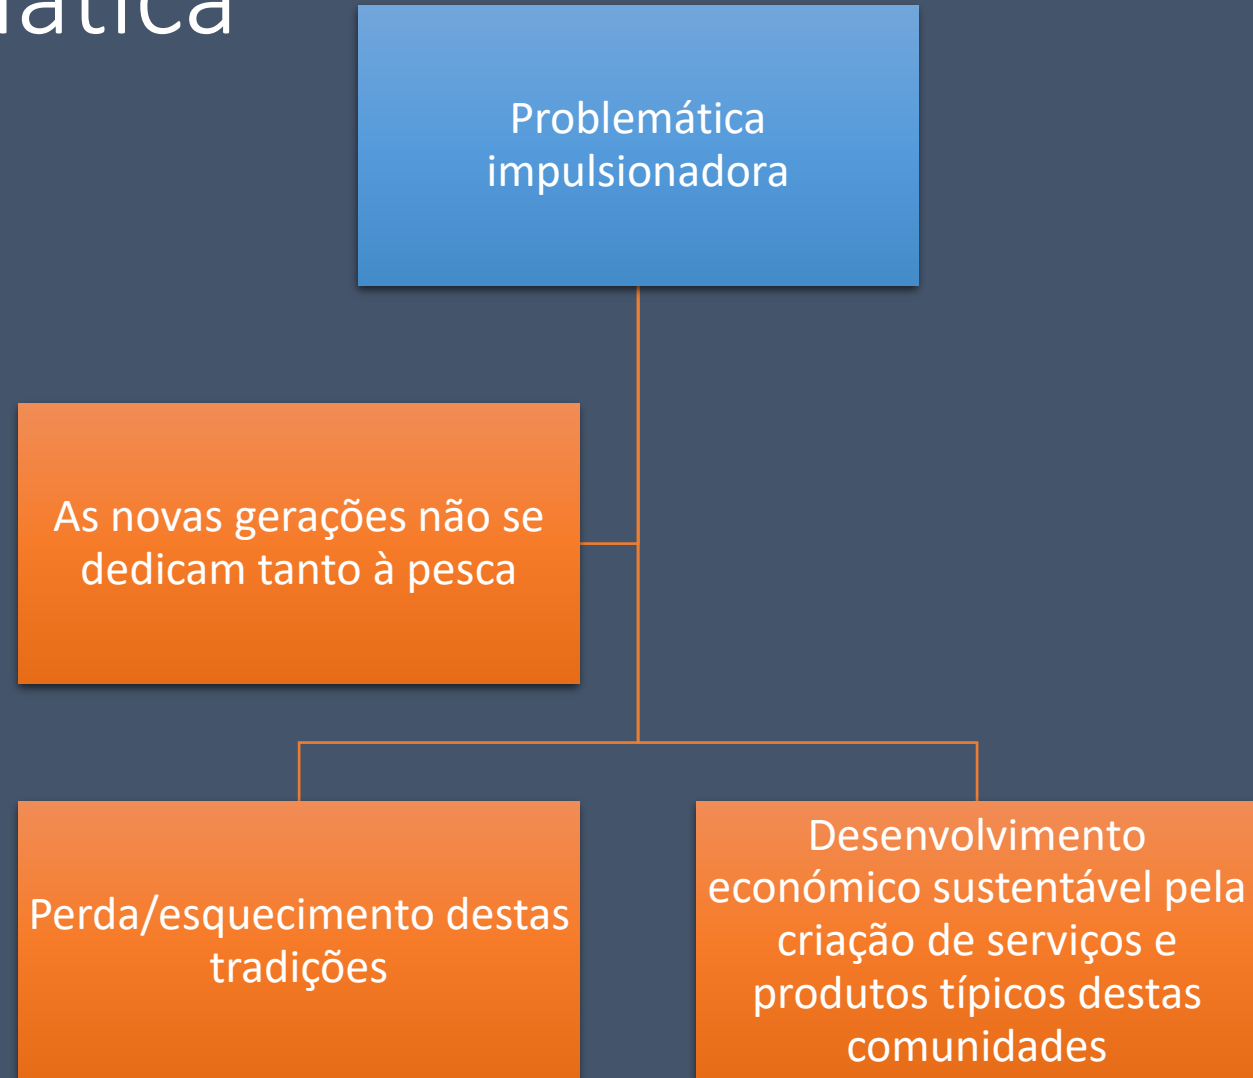 Problemática
impulsionadora
As novas gerações não se
dedicam tanto à pesca
Perda/esquecimento destas
tradições
Desenvolvimento
económico sustentável pela
criação de serviços e
produtos típicos destas
comunidades